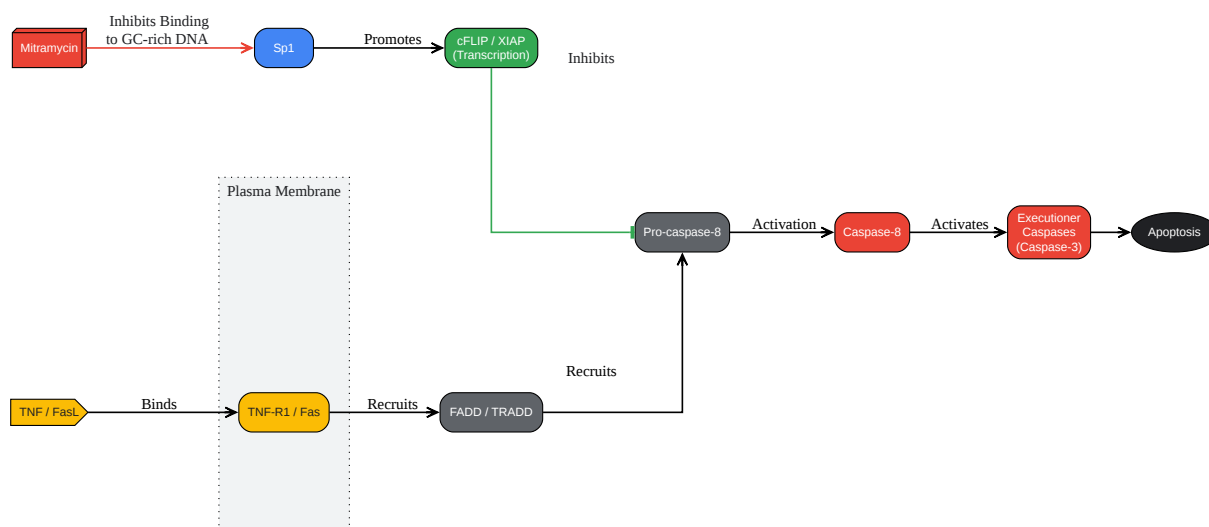 Inhibits Binding
to GC-rich DNA
Mitramycin
Sp1
Promotes
cFLIP / XIAP
(Transcription)
Inhibits
Plasma Membrane
Pro-caspase-8
Activation
Caspase-8
Activates
Executioner
Caspases
(Caspase-3)
Apoptosis
Recruits
TNF / FasL
Binds
TNF-R1 / Fas
Recruits
FADD / TRADD